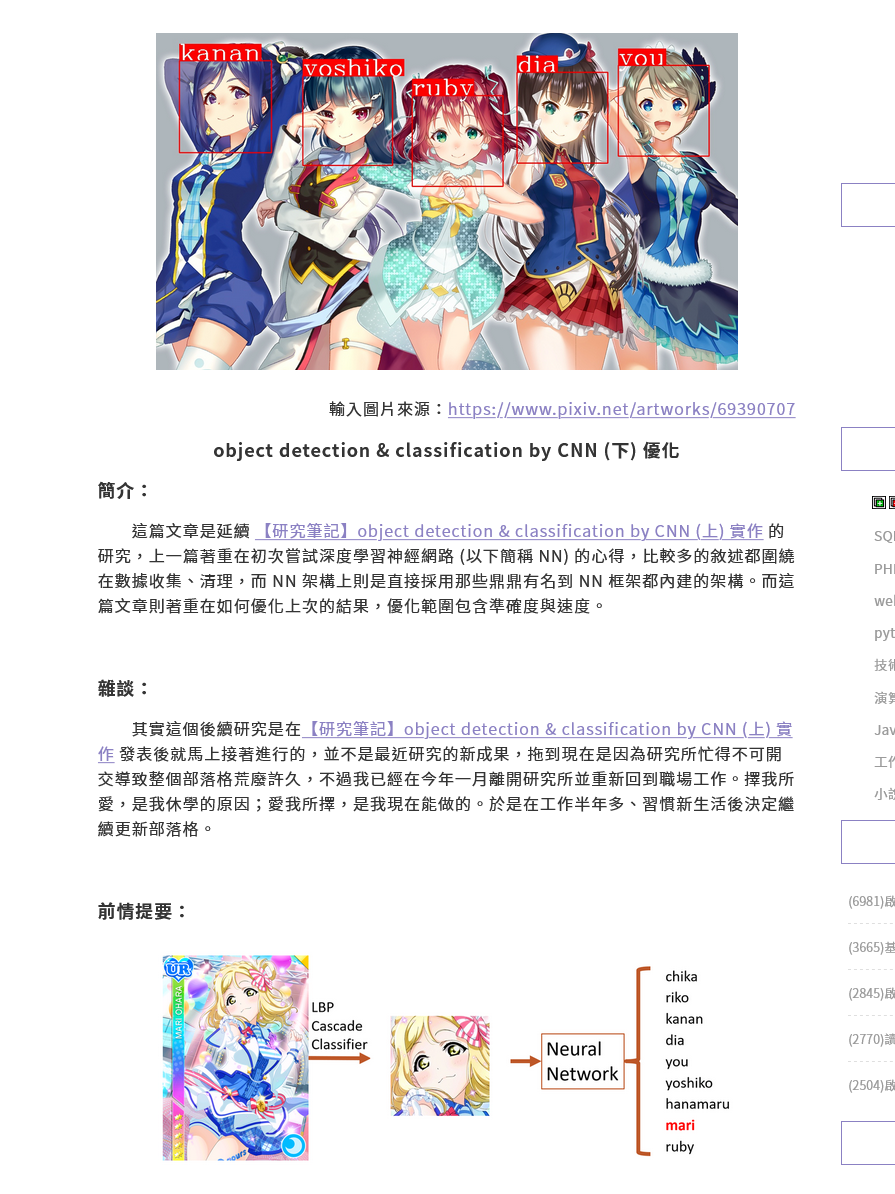 kanan
yoshiko
ruby
dia
you
輸入圖片來源：https://www.pixiv.net/artworks/69390707
object detection & classification by CNN (下) 優化
簡介：
這篇文章是延續 【研究筆記】object detection & classification by CNN (上) 實作 的
研究，上一篇著重在初次嘗試深度學習神經網路 (以下簡稱 NN) 的心得，比較多的敘述都圍繞
在數據收集、清理，而 NN 架構上則是直接採用那些鼎鼎有名到 NN 框架都內建的架構。而這
篇文章則著重在如何優化上次的結果，優化範圍包含準確度與速度。
雜談：
其實這個後續研究是在【研究筆記】object detection & classification by CNN (上) 實
作 發表後就馬上接著進行的，並不是最近研究的新成果，拖到現在是因為研究所忙得不可開
交導致整個部落格荒廢許久，不過我已經在今年一月離開研究所並重新回到職場工作。擇我所
愛，是我休學的原因；愛我所擇，是我現在能做的。於是在工作半年多、習慣新生活後決定繼
續更新部落格。
前情提要：
UR
MARI OHARA
LBP
Cascade
Classifier
Neural
Network
chika
riko
kanan
dia
you
yoshiko
hanamaru
mari
ruby
SQ
PH
we
pyt
技術
演算
Jav
工作
小說
(6981)啟
(3665)基
(2845)啟
(2770)讀
(2504)啟